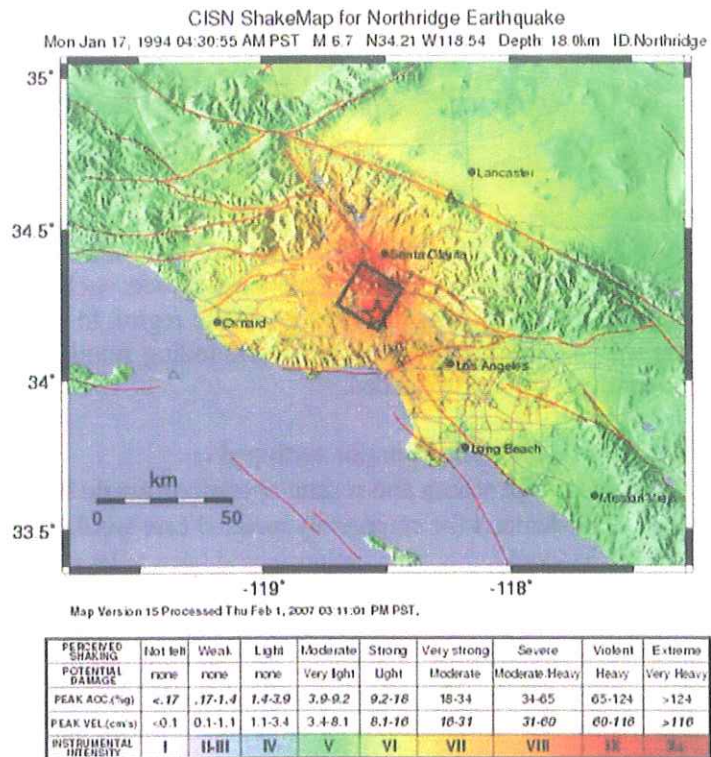 CISN ShakeMap for Northridge Earthquake
Mon Jan 17, 1994 04:30:55 AM PST M 6.7 N34.21 W118.54 Depth: 18.0km ID:Northridge
35°
Lancaster
34.5°
Santa Clarita
Oxnard
Los Angeles
34°
Long Beach
km
Mission Viejo
0 50
33.5°
-119° -118°
Map Version 15 Processed Thu Feb 1, 2007 03:11:01 PM PST.
PERCEIVED SHAKING Not felt Weak Light Moderate Strong Very strong Severe Violent Extreme
POTENTIAL DAMAGE none none none Very light Light Moderate Moderate/Heavy Heavy Very Heavy
PEAK ACC.(%g) <.17 .17-1.4 1.4-3.9 3.9-9.2 9.2-18 18-34 34-65 65-124 >124
PEAK VEL.(cm/s) <0.1 0.1-1.1 1.1-3.4 3.4-8.1 8.1-16 16-31 31-60 60-116 >116
INSTRUMENTAL INTENSITY I II-III IV V VI VII VIII IX X+